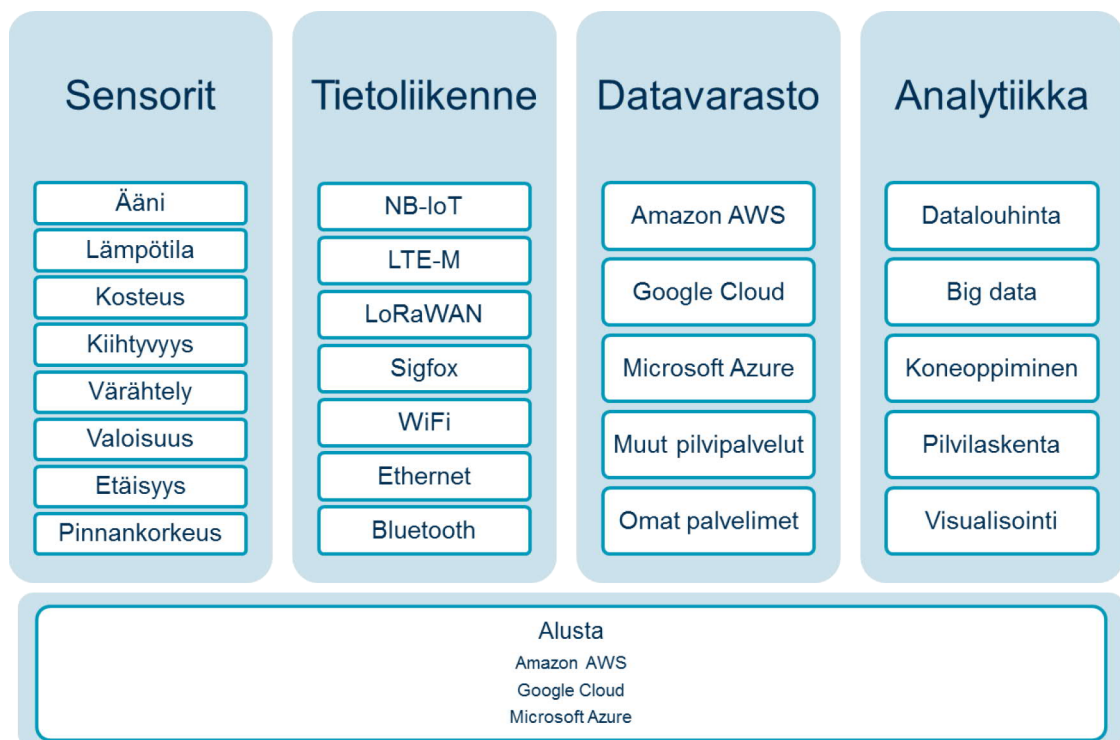 Sensorit
Ääni
Lämpötila
Kosteus
Kiihtyvyys
Värähtely
Valoisuus
Etäisyys
Pinnankorkeus
Tietoliikenne
NB-IoT
LTE-M
LoRaWAN
Sigfox
WiFi
Ethernet
Bluetooth
Datavarasto
Amazon AWS
Google Cloud
Microsoft Azure
Muut pilvipalvelut
Omat palvelimet
Analytiikka
Datalouhinta
Big data
Koneoppiminen
Pilvilaskenta
Visualisointi
Alusta
Amazon AWS
Google Cloud
Microsoft Azure